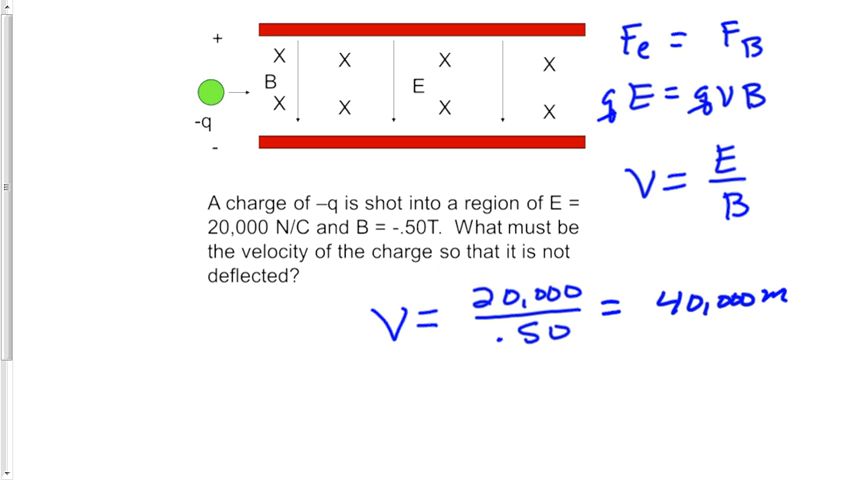 +
X X X X
B E
X X X X
-q
-
Fe = FB
qE = qvB
V = E/B
A charge of –q is shot into a region of E =
20,000 N/C and B = -.50T. What must be
the velocity of the charge so that it is not
deflected?
V = 20,000/.50 = 40,000m